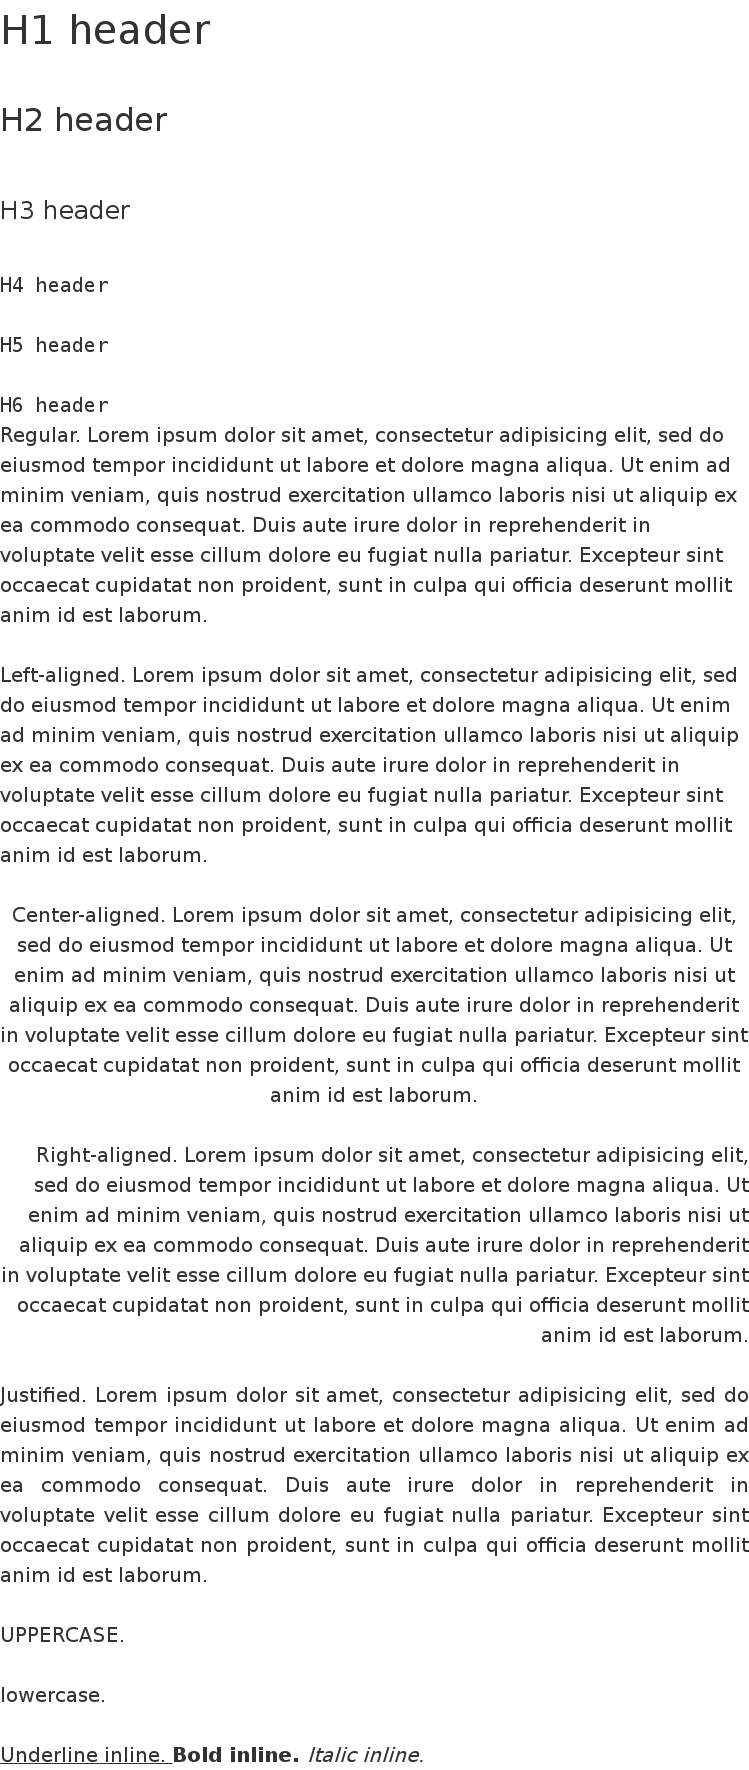 H1 header
H2 header
H3 header
H4 header
H5 header
H6 header
Regular. Lorem ipsum dolor sit amet, consectetur adipisicing elit, sed do
eiusmod tempor incididunt ut labore et dolore magna aliqua. Ut enim ad
minim veniam, quis nostrud exercitation ullamco laboris nisi ut aliquip ex
ea commodo consequat. Duis aute irure dolor in reprehenderit in
voluptate velit esse cillum dolore eu fugiat nulla pariatur. Excepteur sint
occaecat cupidatat non proident, sunt in culpa qui officia deserunt mollit
anim id est laborum.
Left-aligned. Lorem ipsum dolor sit amet, consectetur adipisicing elit, sed
do eiusmod tempor incididunt ut labore et dolore magna aliqua. Ut enim
ad minim veniam, quis nostrud exercitation ullamco laboris nisi ut aliquip
ex ea commodo consequat. Duis aute irure dolor in reprehenderit in
voluptate velit esse cillum dolore eu fugiat nulla pariatur. Excepteur sint
occaecat cupidatat non proident, sunt in culpa qui officia deserunt mollit
anim id est laborum.
Center-aligned. Lorem ipsum dolor sit amet, consectetur adipisicing elit,
sed do eiusmod tempor incididunt ut labore et dolore magna aliqua. Ut
enim ad minim veniam, quis nostrud exercitation ullamco laboris nisi ut
aliquip ex ea commodo consequat. Duis aute irure dolor in reprehenderit
in voluptate velit esse cillum dolore eu fugiat nulla pariatur. Excepteur sint
occaecat cupidatat non proident, sunt in culpa qui officia deserunt mollit
anim id est laborum.
Right-aligned. Lorem ipsum dolor sit amet, consectetur adipisicing elit,
sed do eiusmod tempor incididunt ut labore et dolore magna aliqua. Ut
enim ad minim veniam, quis nostrud exercitation ullamco laboris nisi ut
aliquip ex ea commodo consequat. Duis aute irure dolor in reprehenderit
in voluptate velit esse cillum dolore eu fugiat nulla pariatur. Excepteur sint
occaecat cupidatat non proident, sunt in culpa qui officia deserunt mollit
anim id est laborum.
Justified. Lorem ipsum dolor sit amet, consectetur adipisicing elit, sed do
eiusmod tempor incididunt ut labore et dolore magna aliqua. Ut enim ad
minim veniam, quis nostrud exercitation ullamco laboris nisi ut aliquip ex
ea commodo consequat. Duis aute irure dolor in reprehenderit in
voluptate velit esse cillum dolore eu fugiat nulla pariatur. Excepteur sint
occaecat cupidatat non proident, sunt in culpa qui officia deserunt mollit
anim id est laborum.
UPPERCASE.
lowercase.
Underline inline. Bold inline. Italic inline.